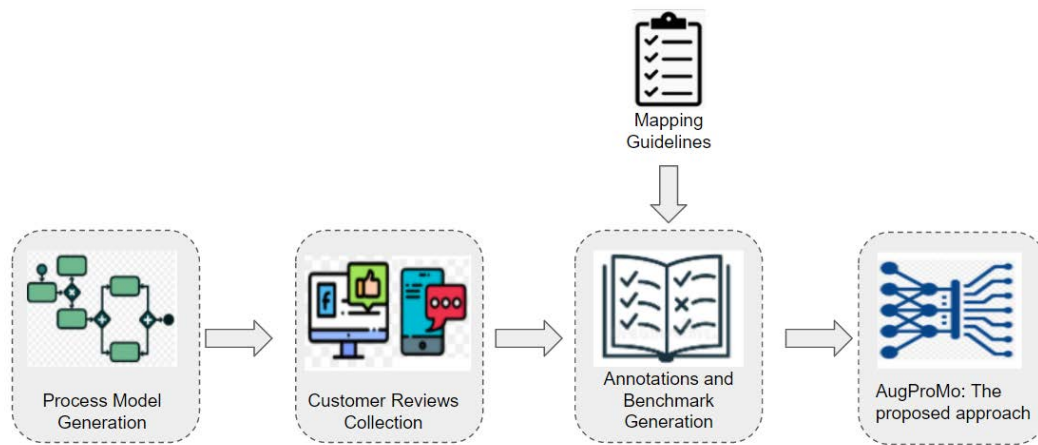 Mapping
Guidelines
Process Model
Generation
f
Customer Reviews
Collection
Annotations and
Benchmark
Generation
AugProMo: The
proposed approach